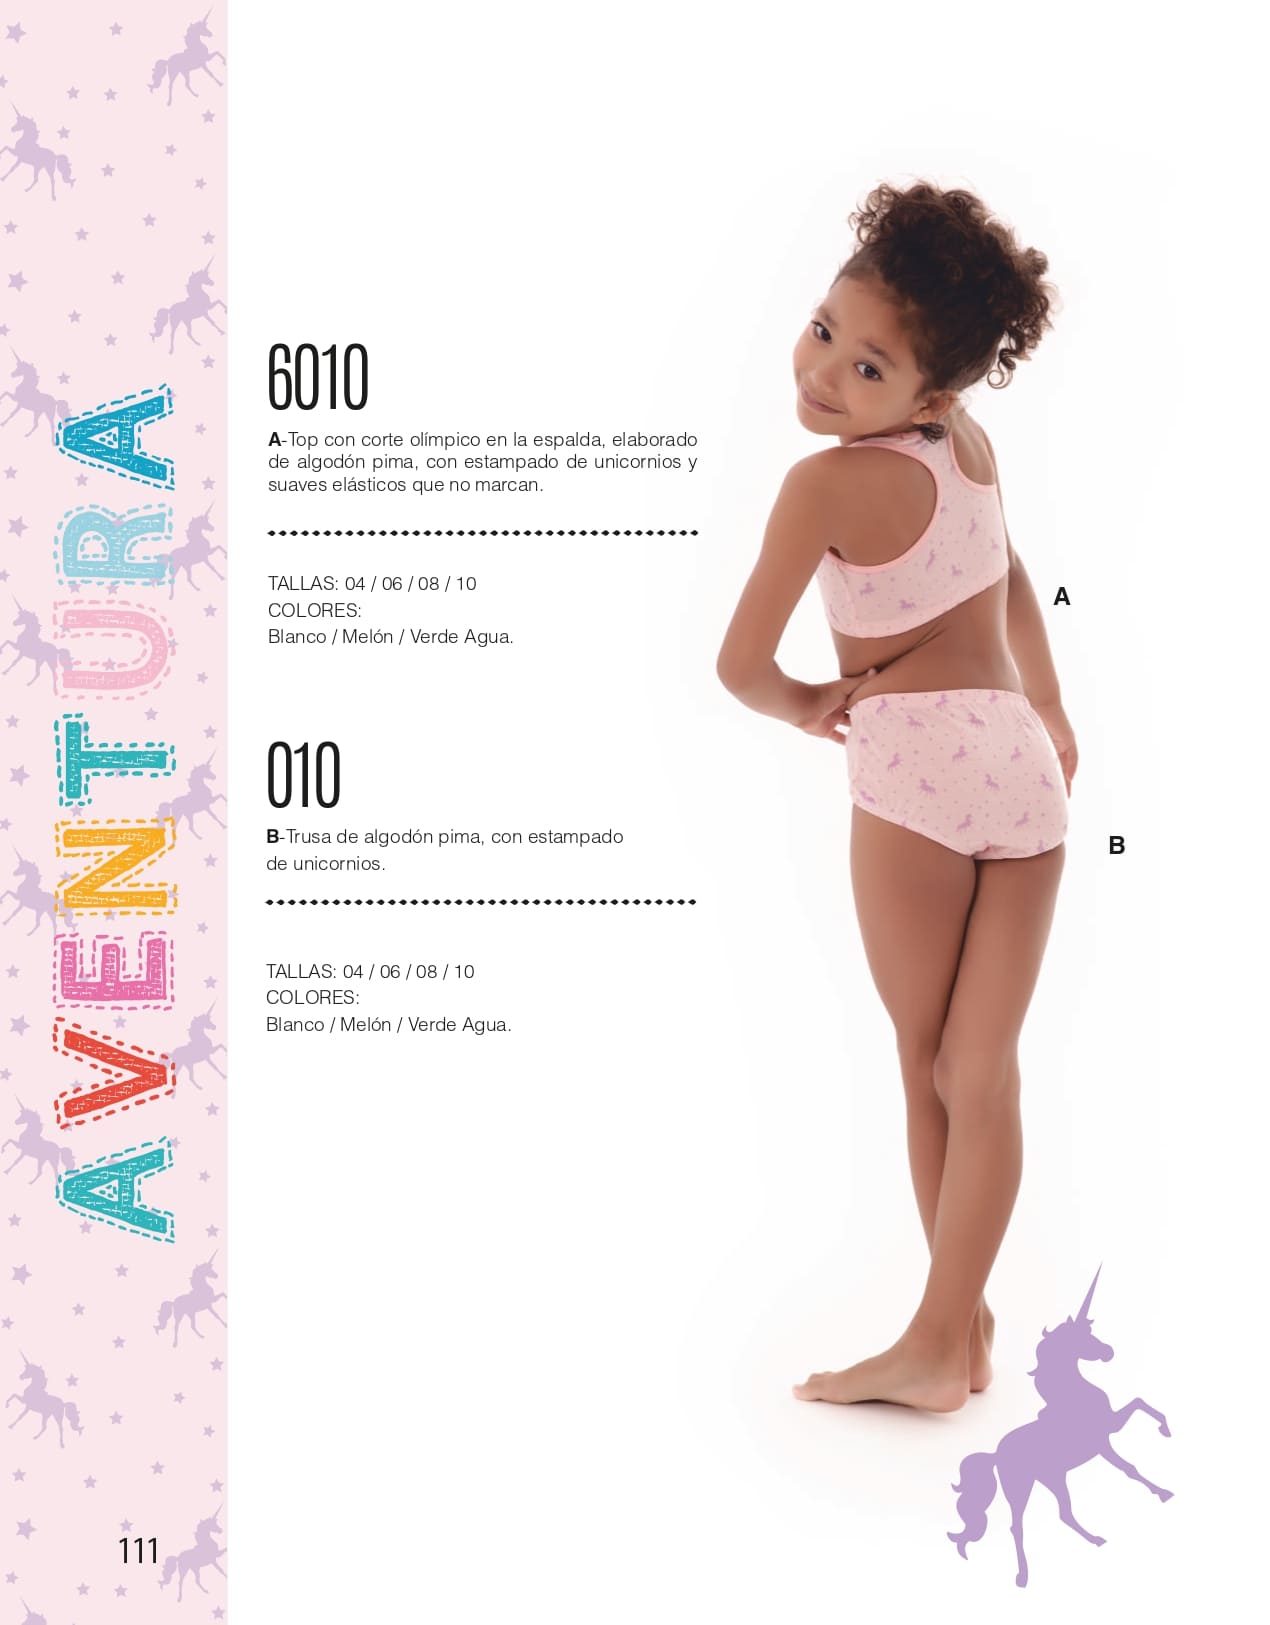 AVENTURA
6010
A-Top con corte olímpico en la espalda, elaborado
de algodón pima, con estampado de unicornios y
suaves elásticos que no marcan.
TALLAS: 04 / 06 / 08 / 10
COLORES:
Blanco / Melón / Verde Agua.
A
010
B-Trusa de algodón pima, con estampado
de unicornios.
B
TALLAS: 04 / 06 / 08 / 10
COLORES:
Blanco / Melón / Verde Agua.
111